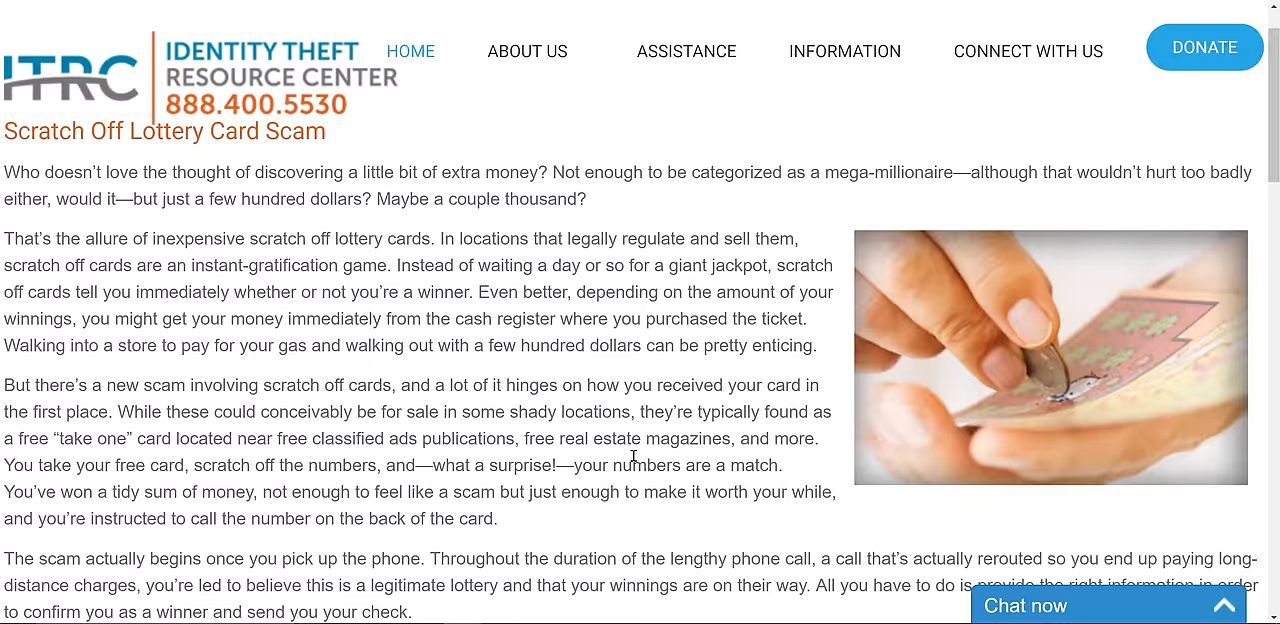 ITRC
IDENTITY THEFT
RESOURCE CENTER
888.400.5530
HOME
ABOUT US
ASSISTANCE
INFORMATION
CONNECT WITH US
DONATE
Scratch Off Lottery Card Scam
Who doesn’t love the thought of discovering a little bit of extra money? Not enough to be categorized as a mega-millionaire—although that wouldn’t hurt too badly
either, would it—but just a few hundred dollars? Maybe a couple thousand?
That’s the allure of inexpensive scratch off lottery cards. In locations that legally regulate and sell them,
scratch off cards are an instant-gratification game. Instead of waiting a day or so for a giant jackpot, scratch
off cards tell you immediately whether or not you’re a winner. Even better, depending on the amount of your
winnings, you might get your money immediately from the cash register where you purchased the ticket.
Walking into a store to pay for your gas and walking out with a few hundred dollars can be pretty enticing.
But there’s a new scam involving scratch off cards, and a lot of it hinges on how you received your card in
the first place. While these could conceivably be for sale in some shady locations, they’re typically found as
a free “take one” card located near free classified ads publications, free real estate magazines, and more.
You take your free card, scratch off the numbers, and—what a surprise!—your numbers are a match.
You’ve won a tidy sum of money, not enough to feel like a scam but just enough to make it worth your while,
and you’re instructed to call the number on the back of the card.
The scam actually begins once you pick up the phone. Throughout the duration of the lengthy phone call, a call that’s actually rerouted so you end up paying long-
distance charges, you’re led to believe this is a legitimate lottery and that your winnings are on their way. All you have to do is provide the right information in order
to confirm you as a winner and send you your check.
Chat now